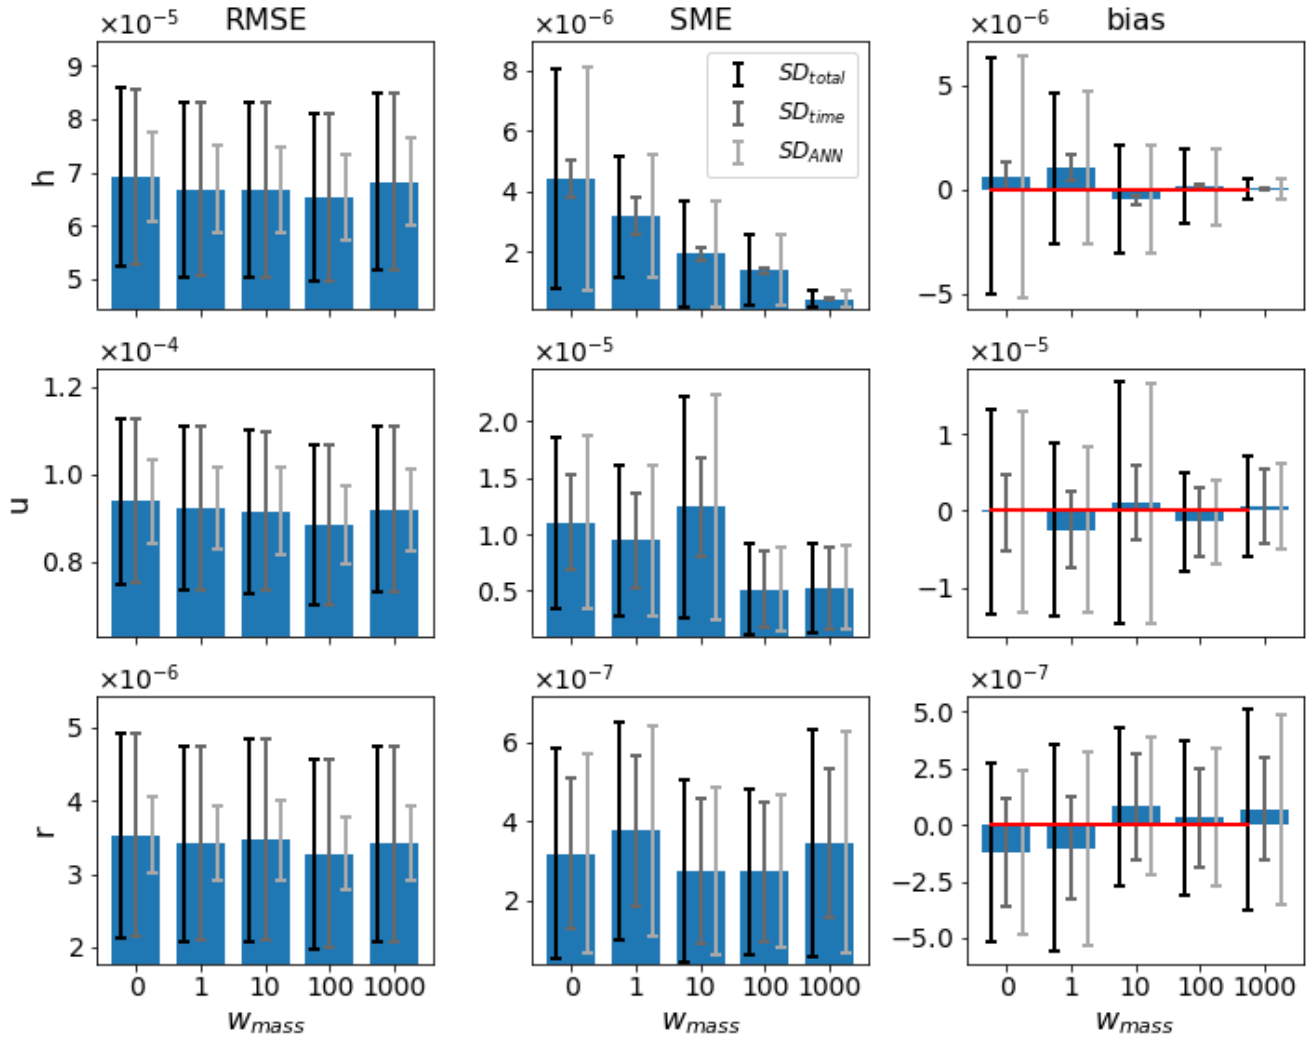 RMSE
×10⁻⁵
h
9
8
7
6
5
SME
×10⁻⁶
8
6
4
2
SD_total
SD_time
SD_ANN
bias
×10⁻⁶
5
0
−5
×10⁻⁴
u
1.2
1.0
0.8
×10⁻⁵
2.0
1.5
1.0
0.5
×10⁻⁵
1
0
−1
×10⁻⁶
r
5
4
3
2
0 1 10 100 1000
w_mass
×10⁻⁷
6
4
2
0 1 10 100 1000
w_mass
×10⁻⁷
5.0
2.5
0.0
−2.5
−5.0
0 1 10 100 1000
w_mass